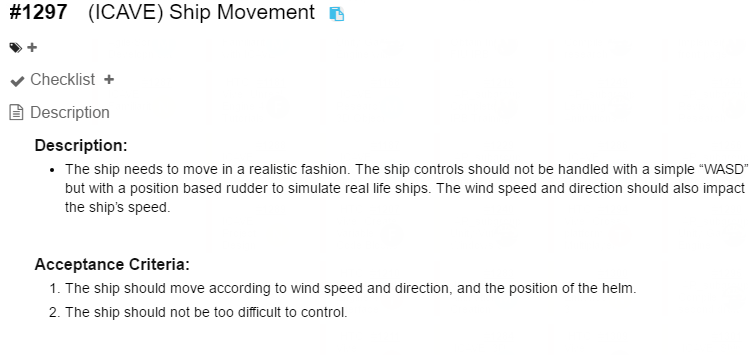 #1297 (ICAVE) Ship Movement
Checklist
Description
Description:
• The ship needs to move in a realistic fashion. The ship controls should not be handled with a simple “WASD”
but with a position based rudder to simulate real life ships. The wind speed and direction should also impact
the ship’s speed.
Acceptance Criteria:
1. The ship should move according to wind speed and direction, and the position of the helm.
2. The ship should not be too difficult to control.